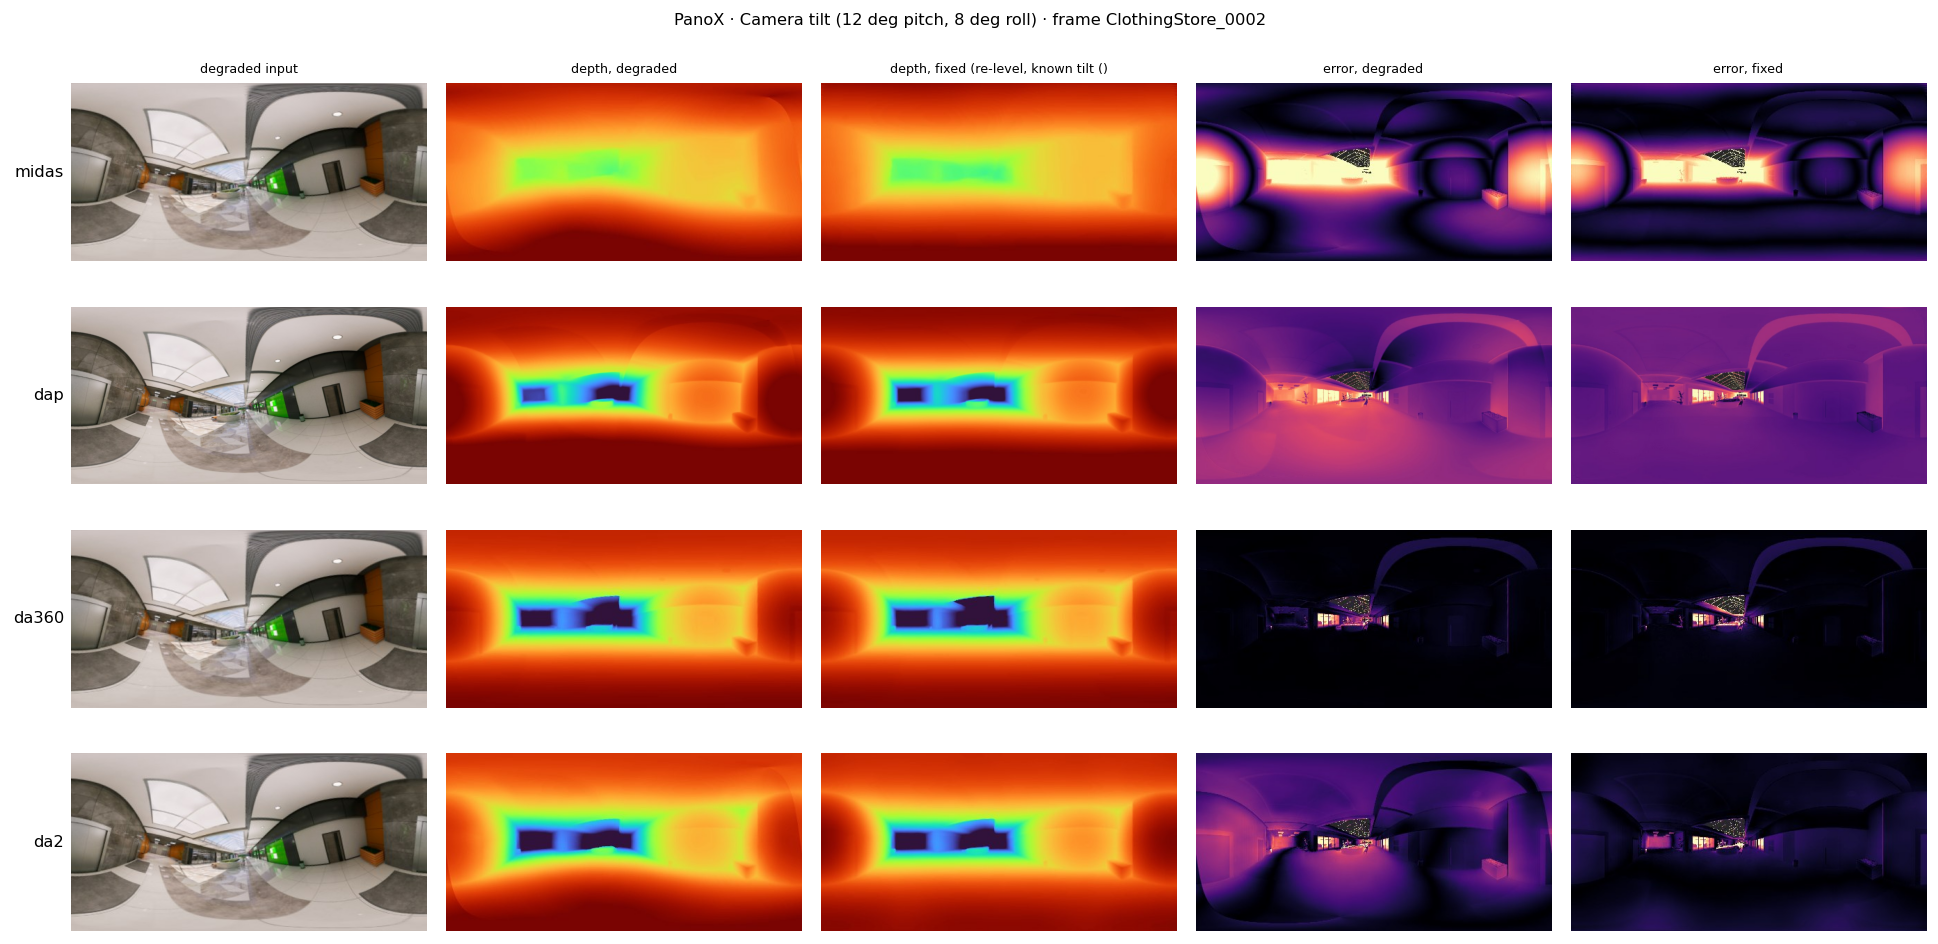 PanoX · Camera tilt (12 deg pitch, 8 deg roll) · frame ClothingStore_0002
degraded input
depth, degraded
depth, fixed (re-level, known tilt ()
error, degraded
error, fixed
midas
dap
da360
da2